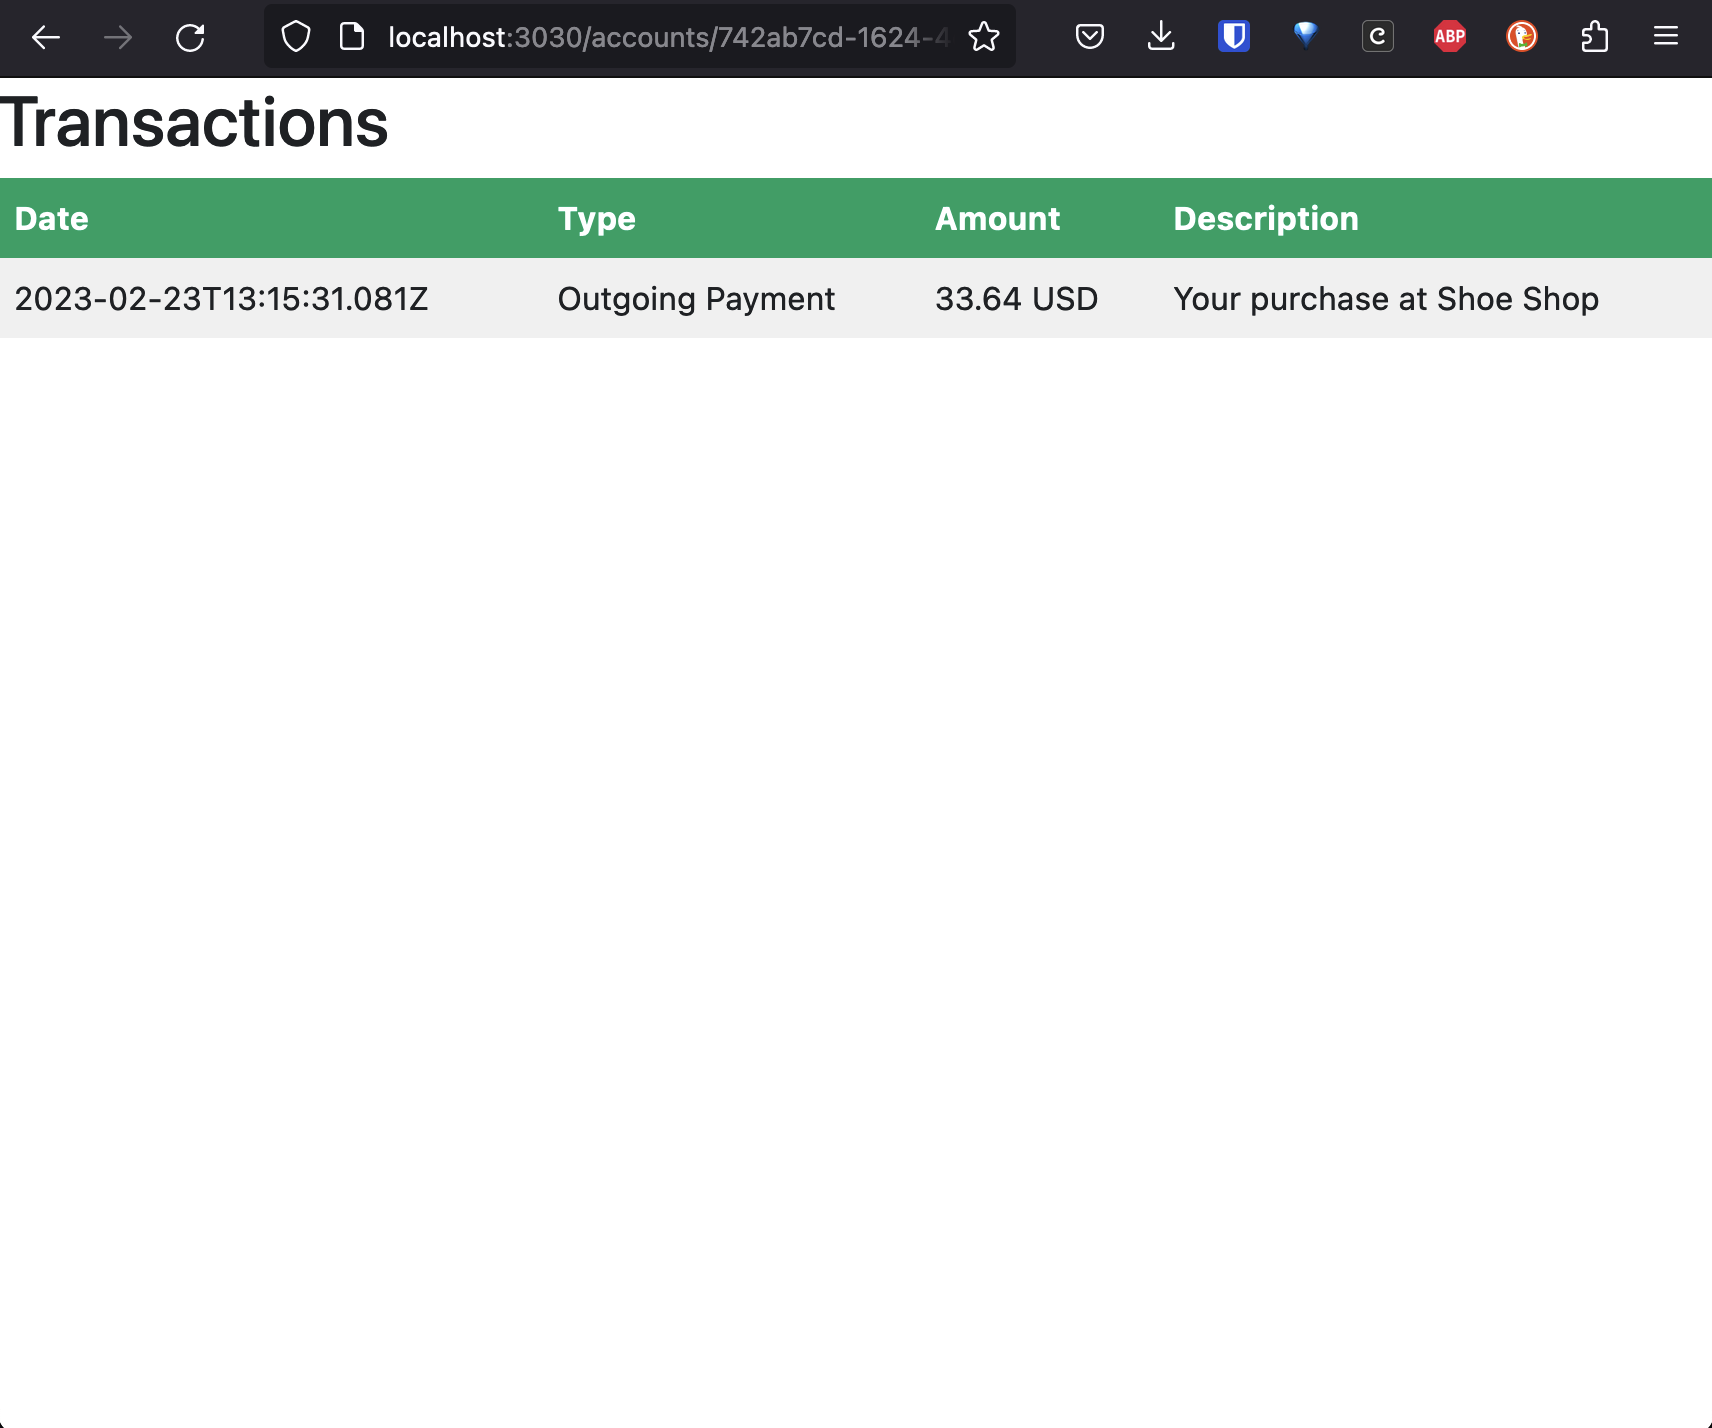 localhost:3030/accounts/742ab7cd-1624-4
ABP
Transactions
Date Type Amount Description
2023-02-23T13:15:31.081Z Outgoing Payment 33.64 USD Your purchase at Shoe Shop